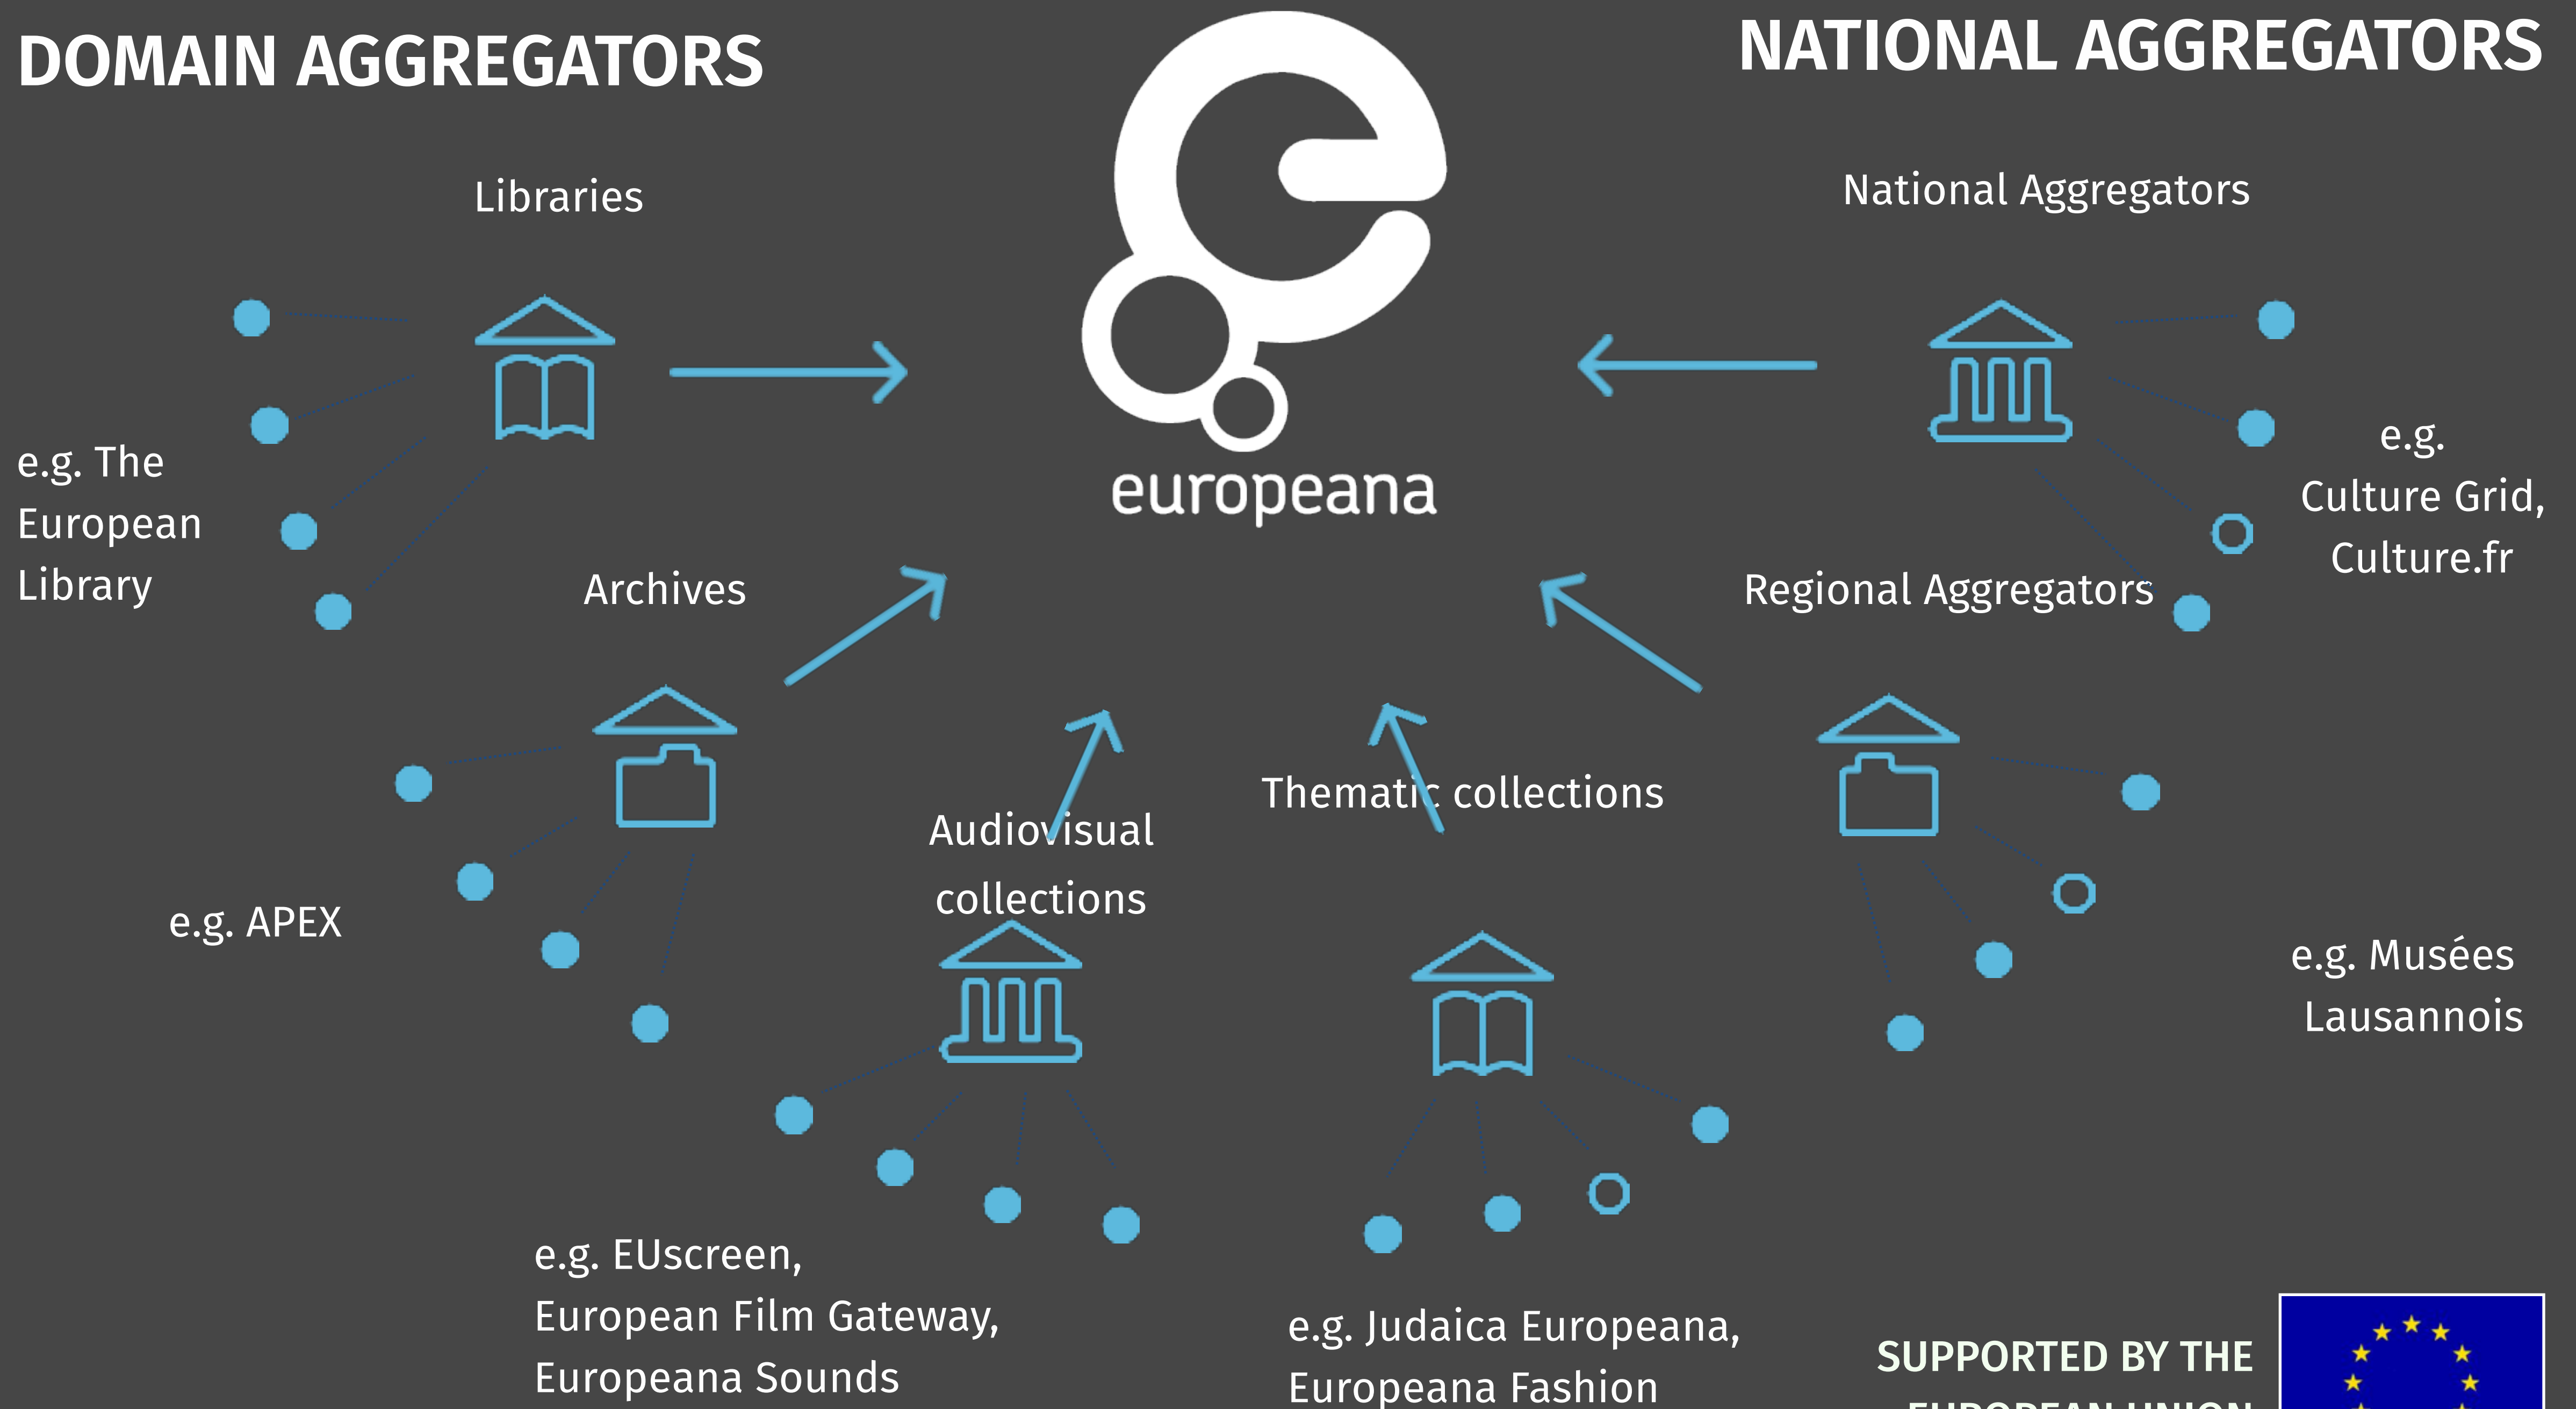 DOMAIN AGGREGATORS
NATIONAL AGGREGATORS
Libraries
National Aggregators
e.g. The
European
Library
europeana
e.g.
Culture Grid,
Culture.fr
Archives
Regional Aggregators
Audiovisual
collections
Thematic collections
e.g. APEX
e.g. Musées
Lausannois
e.g. EUscreen,
European Film Gateway,
Europeana Sounds
e.g. Judaica Europeana,
Europeana Fashion
SUPPORTED BY THE
EUROPEAN UNION